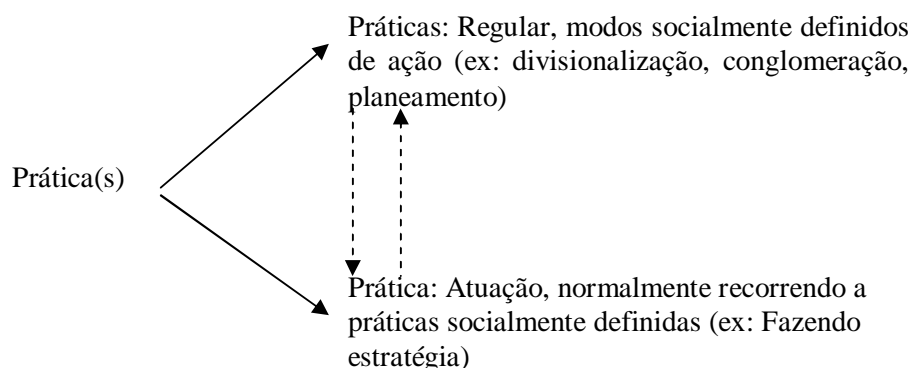 Práticas: Regular, modos socialmente definidos
de ação (ex: divisionalização, conglomeração,
planeamento)
Prática(s)
Prática: Atuação, normalmente recorrendo a
práticas socialmente definidas (ex: Fazendo
estratégia)